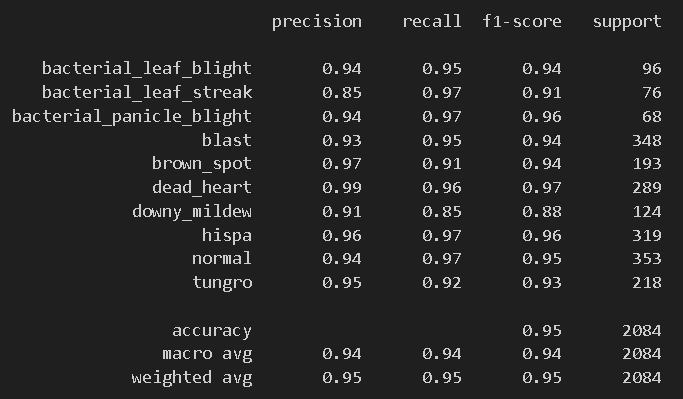 precision recall f1-score support
bacterial_leaf_blight 0.94 0.95 0.94 96
bacterial_leaf_streak 0.85 0.97 0.91 76
bacterial_panicle_blight 0.94 0.97 0.96 68
blast 0.93 0.95 0.94 348
brown_spot 0.97 0.91 0.94 193
dead_heart 0.99 0.96 0.97 289
downy_mildew 0.91 0.85 0.88 124
hispa 0.96 0.97 0.96 319
normal 0.94 0.97 0.95 353
tungro 0.95 0.92 0.93 218
accuracy 0.95 2084
macro avg 0.94 0.94 0.94 2084
weighted avg 0.95 0.95 0.95 2084